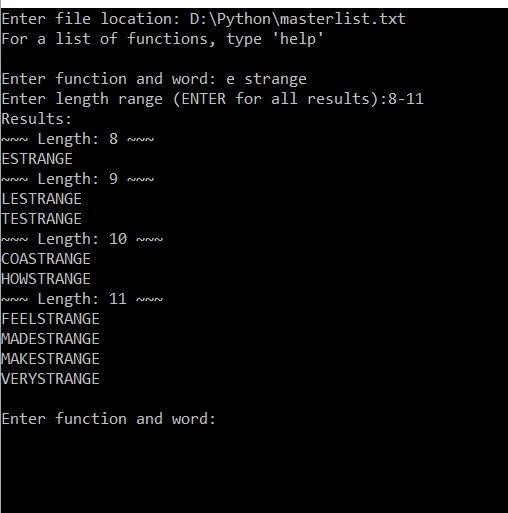 Enter file location: D:\Python\masterlist.txt
For a list of functions, type 'help'
Enter function and word: e strange
Enter length range (ENTER for all results):8-11
Results:
~~~ Length: 8 ~~~
ESTRANGE
~~~ Length: 9 ~~~
LESTRANGE
TESTRANGE
~~~ Length: 10 ~~~
COASTRANGE
HOWSTRANGE
~~~ Length: 11 ~~~
FEELSTRANGE
MADESTRANGE
MAKESTRANGE
VERYSTRANGE
Enter function and word: